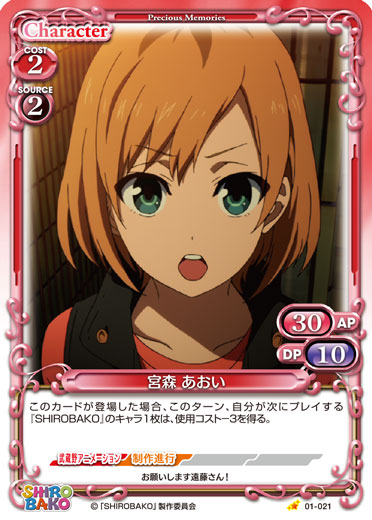 Precious Memories
Character
COST
2
SOURCE
2
30 AP
DP 10
宮森 あおい
このカードが登場した場合、このターン、自分が次にプレイする
「SHIROBAKO」のキャラ1枚は、使用コスト−3を得る。
武蔵野アニメーション 制作進行
お願いします遠藤さん!
SHIRO
BAKO
©「SHIROBAKO」製作委員会
01-021